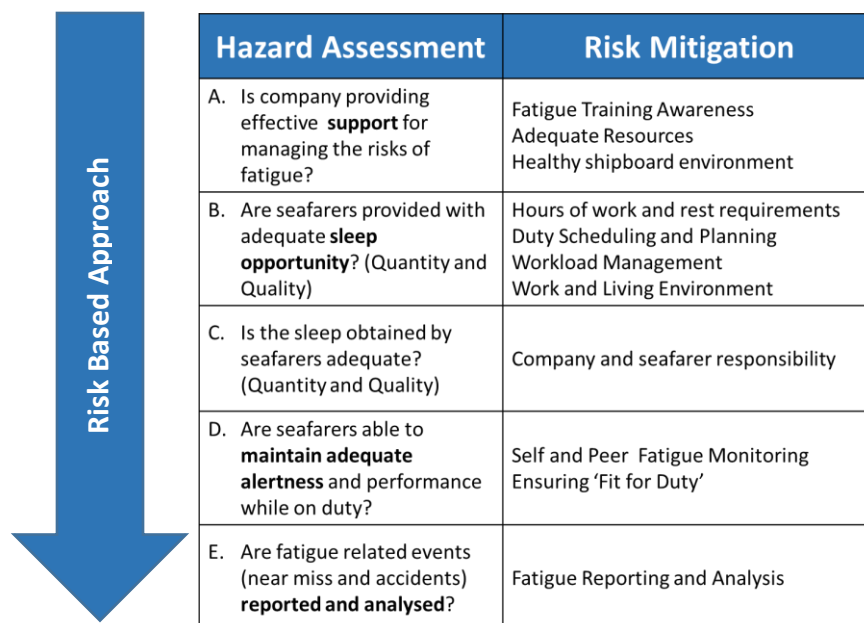 Risk Based Approach
Hazard Assessment
Risk Mitigation
A. Is company providing
effective support for
managing the risks of
fatigue?
Fatigue Training Awareness
Adequate Resources
Healthy shipboard environment
B. Are seafarers provided with
adequate sleep
opportunity? (Quantity and
Quality)
Hours of work and rest requirements
Duty Scheduling and Planning
Workload Management
Work and Living Environment
C. Is the sleep obtained by
seafarers adequate?
(Quantity and Quality)
Company and seafarer responsibility
D. Are seafarers able to
maintain adequate
alertness and performance
while on duty?
Self and Peer Fatigue Monitoring
Ensuring ‘Fit for Duty’
E. Are fatigue related events
(near miss and accidents)
reported and analysed?
Fatigue Reporting and Analysis